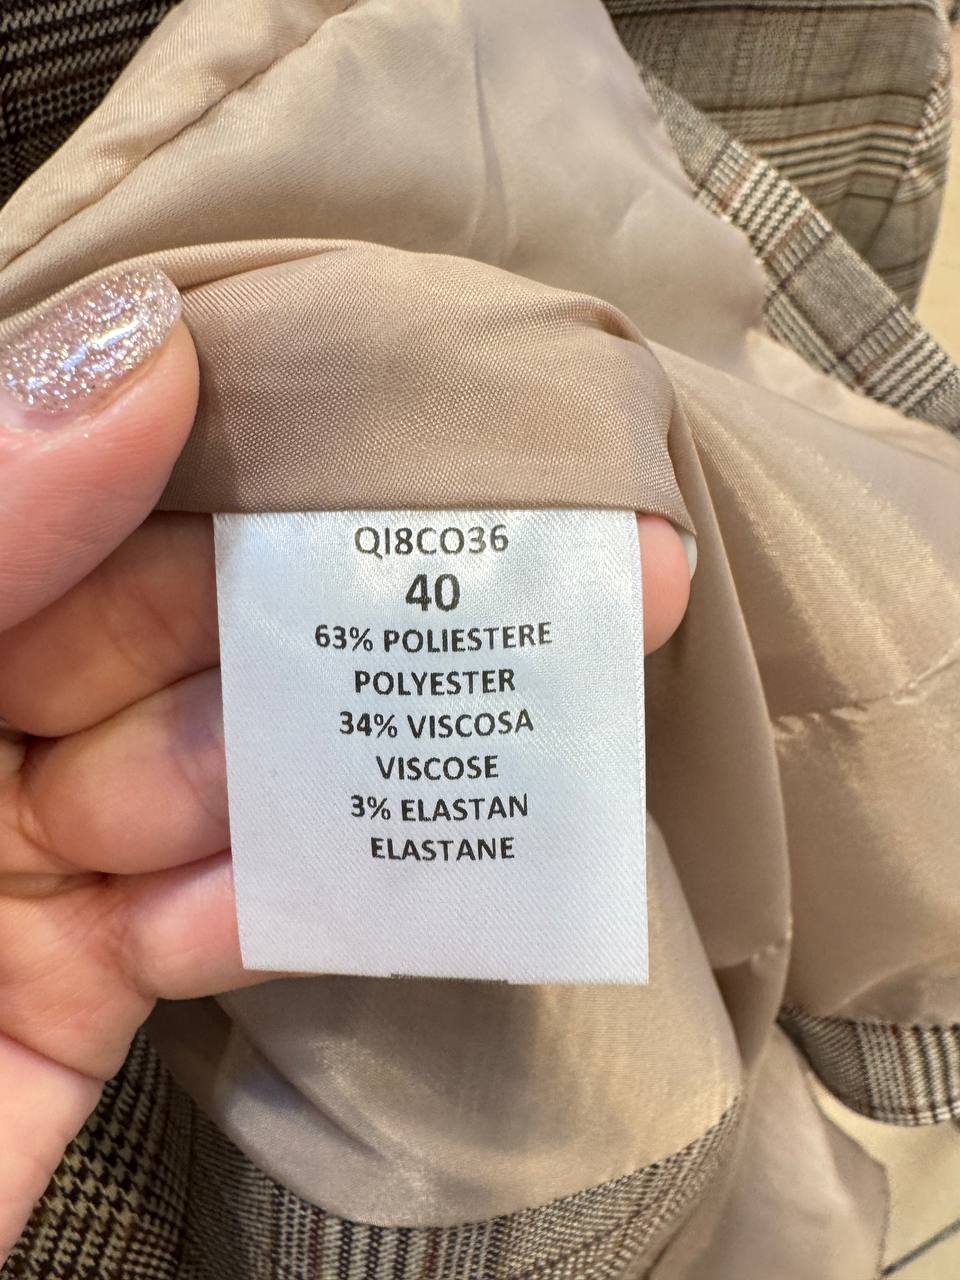 QI8CO36
40
63% POLIESTERE
POLYESTER
34% VISCOSA
VISCOSE
3% ELASTAN
ELASTANE